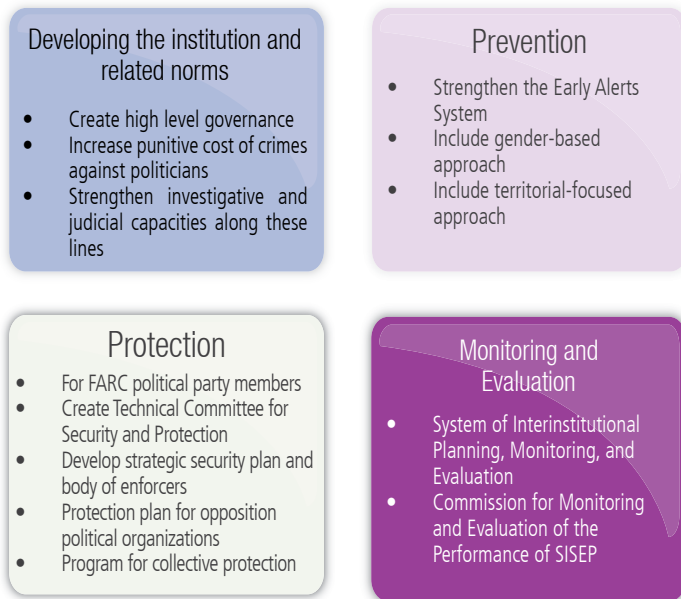 Developing the institution and
related norms
• Create high level governance
• Increase punitive cost of crimes
against politicians
• Strengthen investigative and
judicial capacities along these
lines
Prevention
• Strengthen the Early Alerts
System
• Include gender-based
approach
• Include territorial-focused
approach
Protection
• For FARC political party members
• Create Technical Committee for
Security and Protection
• Develop strategic security plan and
body of enforcers
• Protection plan for opposition
political organizations
• Program for collective protection
Monitoring and
Evaluation
• System of Interinstitutional
Planning, Monitoring, and
Evaluation
• Commission for Monitoring
and Evaluation of the
Performance of SISEP